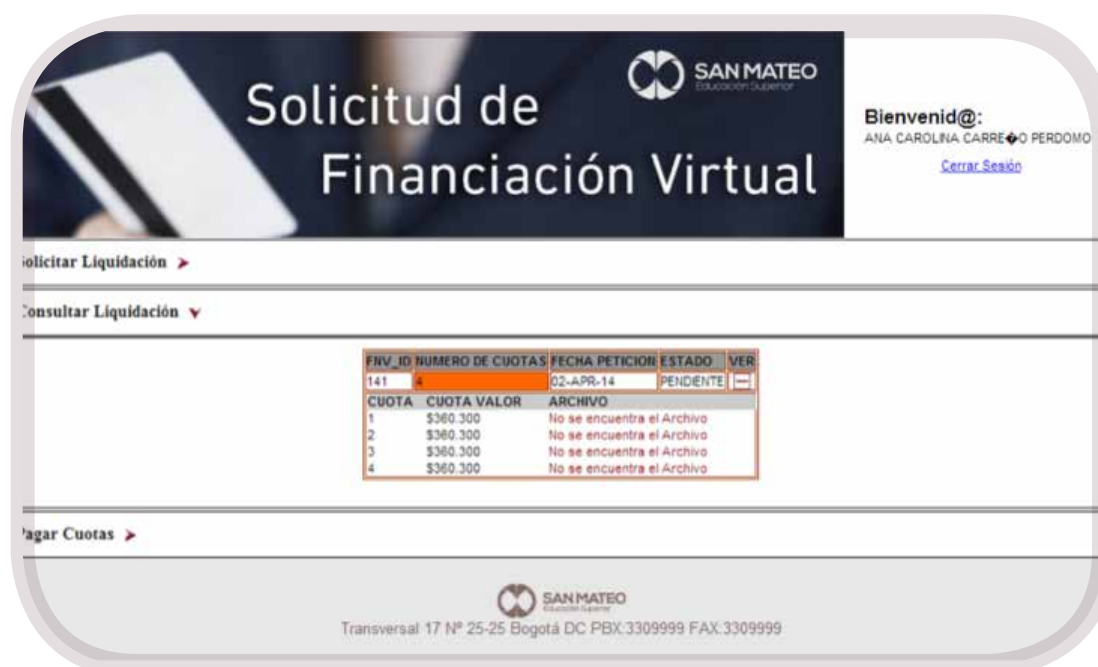 Solicitud de
Financiación Virtual
SAN MATEO
Educación Superior
Bienvenid@:
ANA CAROLINA CARRE�O PERDOMO
Cerrar Sesión
Solicitar Liquidación
Consultar Liquidación
FNV_ID NUMERO DE CUOTAS FECHA PETICION ESTADO VER
141 4 02-APR-14 PENDIENTE
CUOTA CUOTA VALOR ARCHIVO
1 $360.300 No se encuentra el Archivo
2 $360.300 No se encuentra el Archivo
3 $360.300 No se encuentra el Archivo
4 $360.300 No se encuentra el Archivo
Pagar Cuotas
SAN MATEO
Educación Superior
Transversal 17 Nº 25-25 Bogotá DC PBX:3309999 FAX:3309999